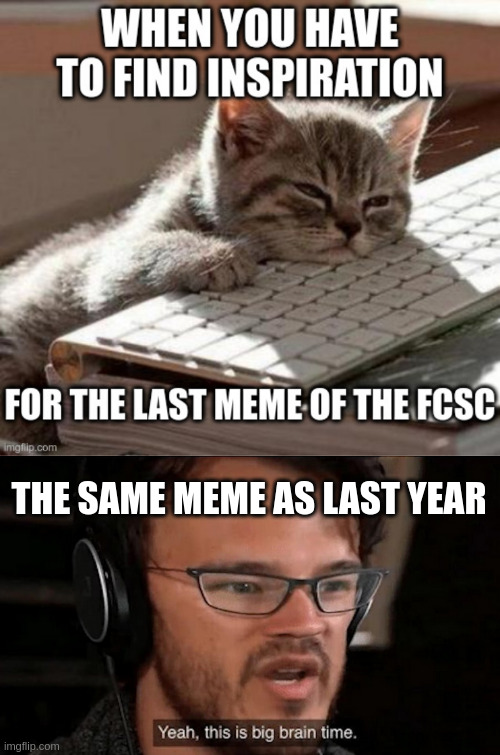 WHEN YOU HAVE
TO FIND INSPIRATION
FOR THE LAST MEME OF THE FCSC
imgflip.com
THE SAME MEME AS LAST YEAR
Yeah, this is big brain time.
imgflip.com